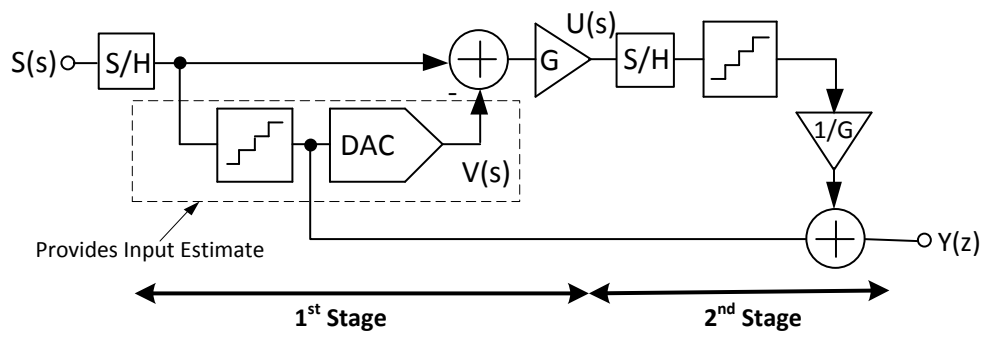 U(s)
S(s)
S/H
G
S/H
-
1/G
DAC
V(s)
Provides Input Estimate
Y(z)
1st Stage
2nd Stage